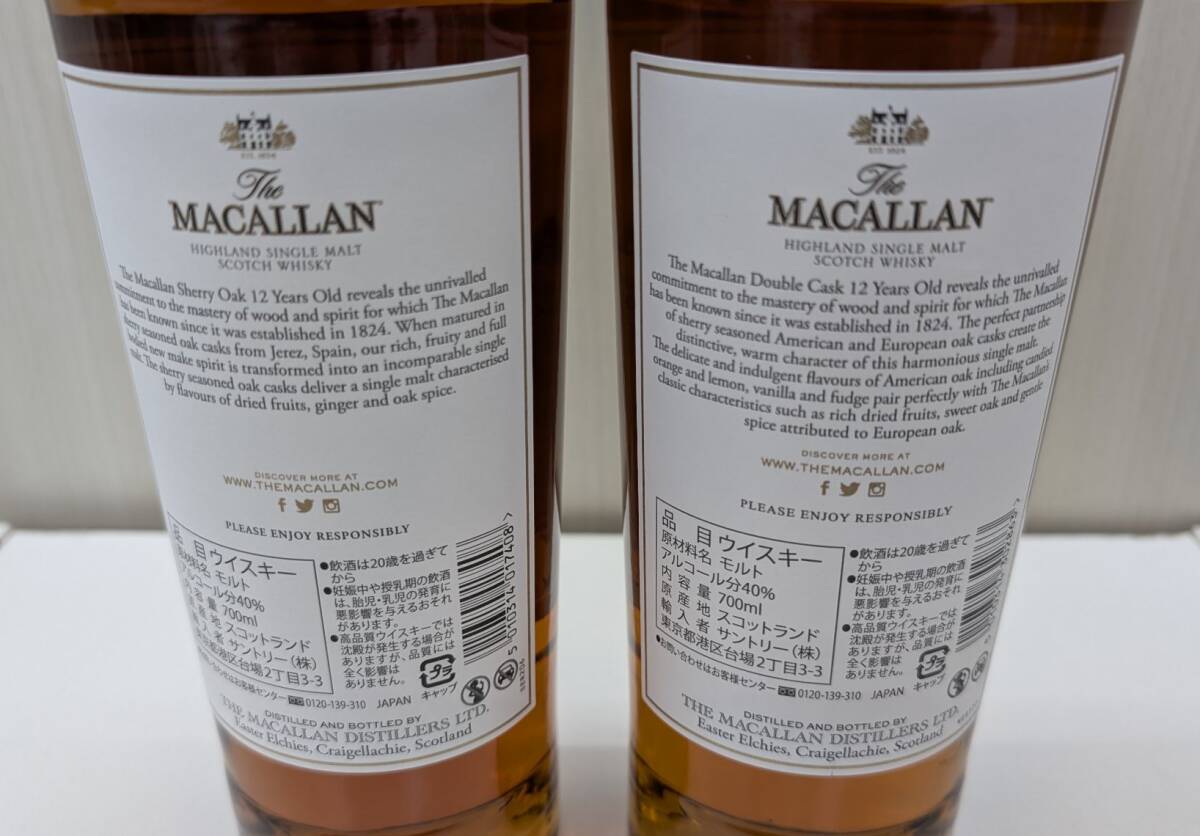 EST. 1824
The
MACALLAN
HIGHLAND SINGLE MALT
SCOTCH WHISKY
The Macallan Sherry Oak 12 Years Old reveals the unrivalled
commitment to the mastery of wood and spirit for which The Macallan
has been known since it was established in 1824. When matured in
sherry seasoned oak casks from Jerez, Spain, our rich, fruity and full
bodied new make spirit is transformed into an incomparable single
malt. The sherry seasoned oak casks deliver a single malt characterised
by flavours of dried fruits, ginger and oak spice.
DISCOVER MORE AT
WWW.THEMACALLAN.COM
PLEASE ENJOY RESPONSIBLY
品目 ウイスキー
原材料名 モルト
アルコール分40%
内容量 700ml
原産地 スコットランド
輸入者 サントリー(株)
東京都港区台場2丁目3-3
お客様センター 0120-139-310 JAPAN
●飲酒は20歳を過ぎて
から
●妊娠中や授乳期の飲酒
は、胎児・乳児の発育に
悪影響を与えるおそれ
があります。
●高品質ウイスキーでは
沈殿が発生する場合が
ありますが、品質には
全く影響は
ありません。
プラ
キャップ
5 010314 017408 >
DISTILLED AND BOTTLED BY
THE MACALLAN DISTILLERS LTD.
Easter Elchies, Craigellachie, Scotland
EST. 1824
The
MACALLAN
HIGHLAND SINGLE MALT
SCOTCH WHISKY
The Macallan Double Cask 12 Years Old reveals the unrivalled
commitment to the mastery of wood and spirit for which The Macallan
has been known since it was established in 1824. The perfect partnership
of sherry seasoned American and European oak casks create the
distinctive, warm character of this harmonious single malt.
The delicate and indulgent flavours of American oak including candied
orange and lemon, vanilla and fudge pair perfectly with The Macallan's
classic characteristics such as rich dried fruits, sweet oak and gentle
spice attributed to European oak.
DISCOVER MORE AT
WWW.THEMACALLAN.COM
PLEASE ENJOY RESPONSIBLY
品目 ウイスキー
原材料名 モルト
アルコール分40%
内容量 700ml
原産地 スコットランド
輸入者 サントリー(株)
東京都港区台場2丁目3-3
●お問い合わせはお客様センター 0120-139-310 JAPAN
●飲酒は20歳を過ぎて
から
●妊娠中や授乳期の飲酒
は、胎児・乳児の発育に
悪影響を与えるおそれ
があります。
●高品質ウイスキーでは
沈殿が発生する場合が
ありますが、品質には
全く影響は
ありません。
プラ
キャップ
DISTILLED AND BOTTLED BY
THE MACALLAN DISTILLERS LTD.
Easter Elchies, Craigellachie, Scotland